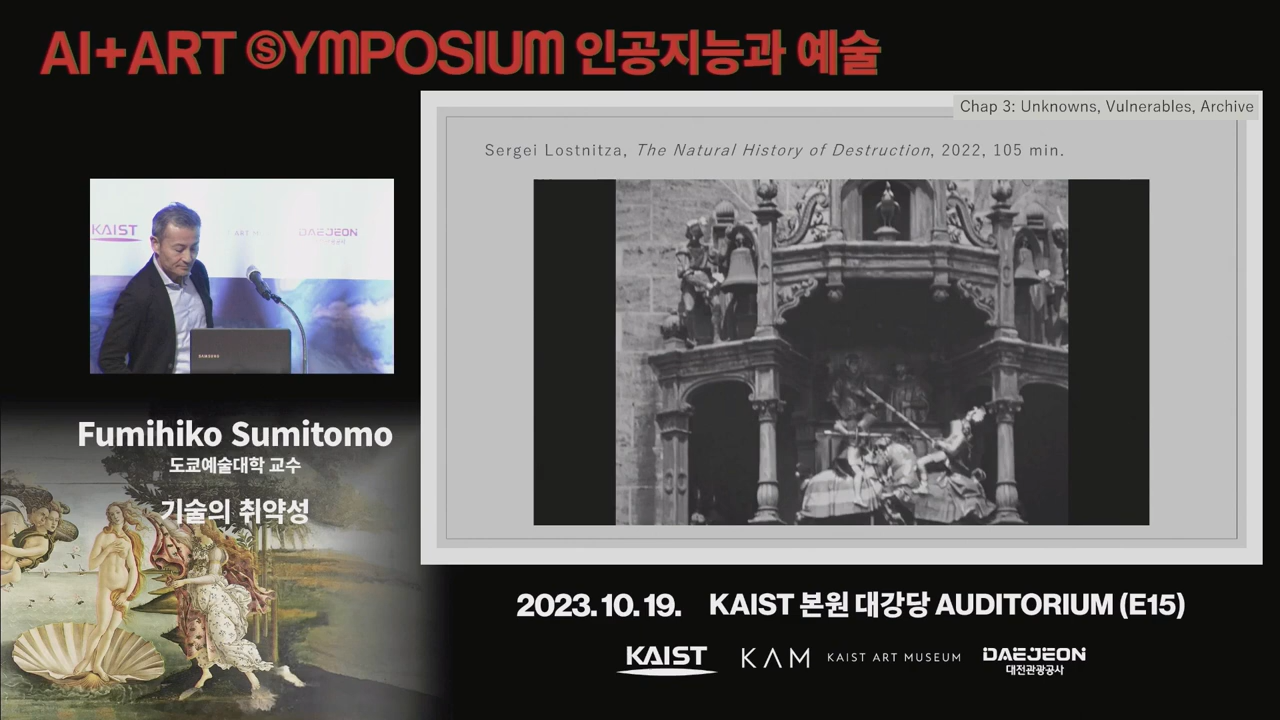 AI+ART ⓢYMPOSIUM 인공지능과 예술
Chap 3: Unknowns, Vulnerables, Archive
Sergei Lostnitza, The Natural History of Destruction, 2022, 105 min.
KAIST
ART
DAEJEON
SAMSUNG
Fumihiko Sumitomo
도쿄예술대학 교수
기술의 취약성
2023. 10. 19. KAIST 본원 대강당 AUDITORIUM (E15)
KAIST
KAM KAIST ART MUSEUM
DAEJEON
대전관광공사